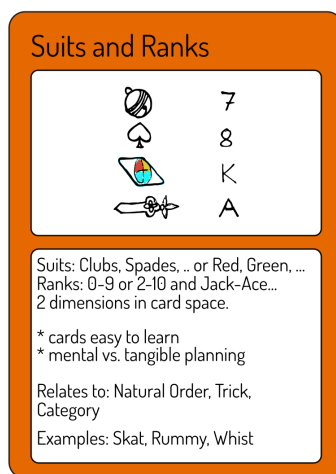 Suits and Ranks
7
8
K
A
Suits: Clubs, Spades, .. or Red, Green, ...
Ranks: 0-9 or 2-10 and Jack-Ace...
2 dimensions in card space.
* cards easy to learn
* mental vs. tangible planning
Relates to: Natural Order, Trick,
Category
Examples: Skat, Rummy, Whist